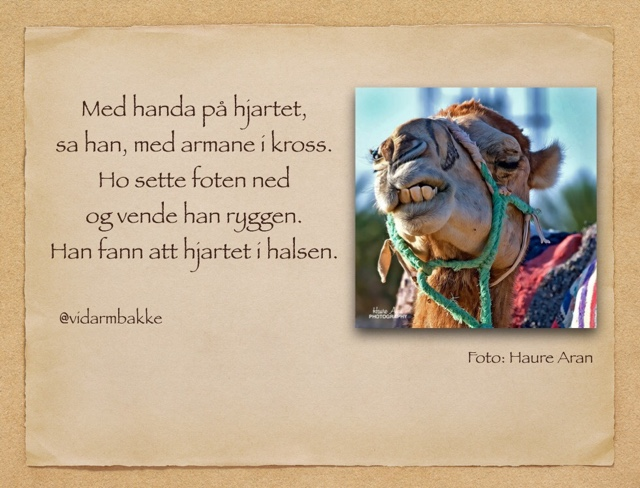 Med handa på hjartet,
sa han, med armane i kross.
Ho sette foten ned
og vende han ryggen.
Han fann att hjartet i halsen.
@vidarmbakke
PHOTOGRAPHY
Foto: Haure Aran